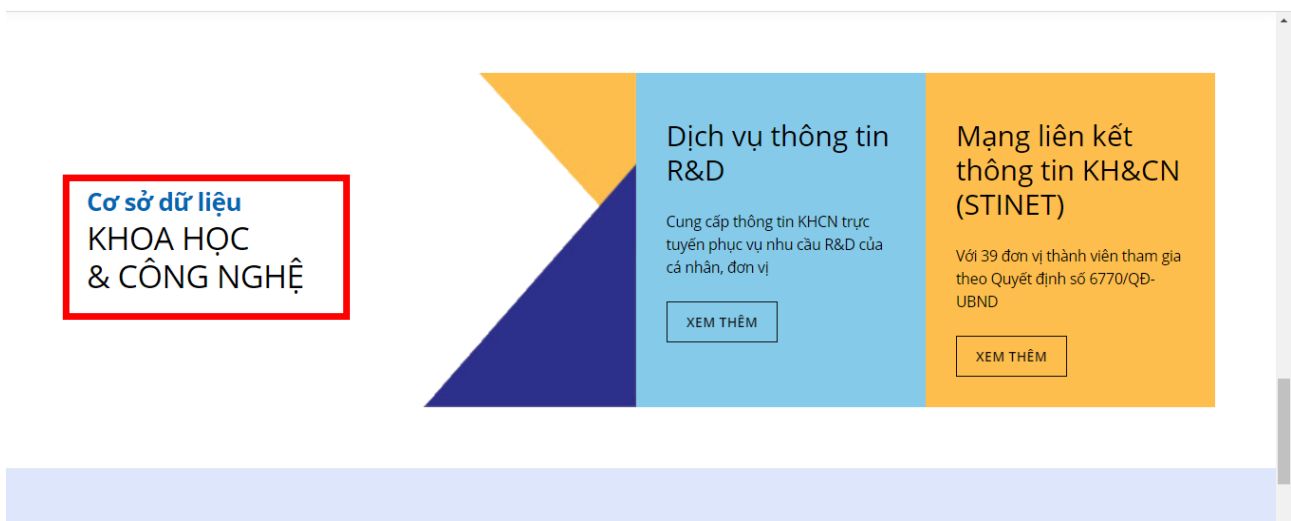 Cơ sở dữ liệu
KHOA HỌC
& CÔNG NGHỆ
Dịch vụ thông tin
R&D
Cung cấp thông tin KHCN trực
tuyến phục vụ nhu cầu R&D của
cá nhân, đơn vị
XEM THÊM
Mạng liên kết
thông tin KH&CN
(STINET)
Với 39 đơn vị thành viên tham gia
theo Quyết định số 6770/QĐ-
UBND
XEM THÊM